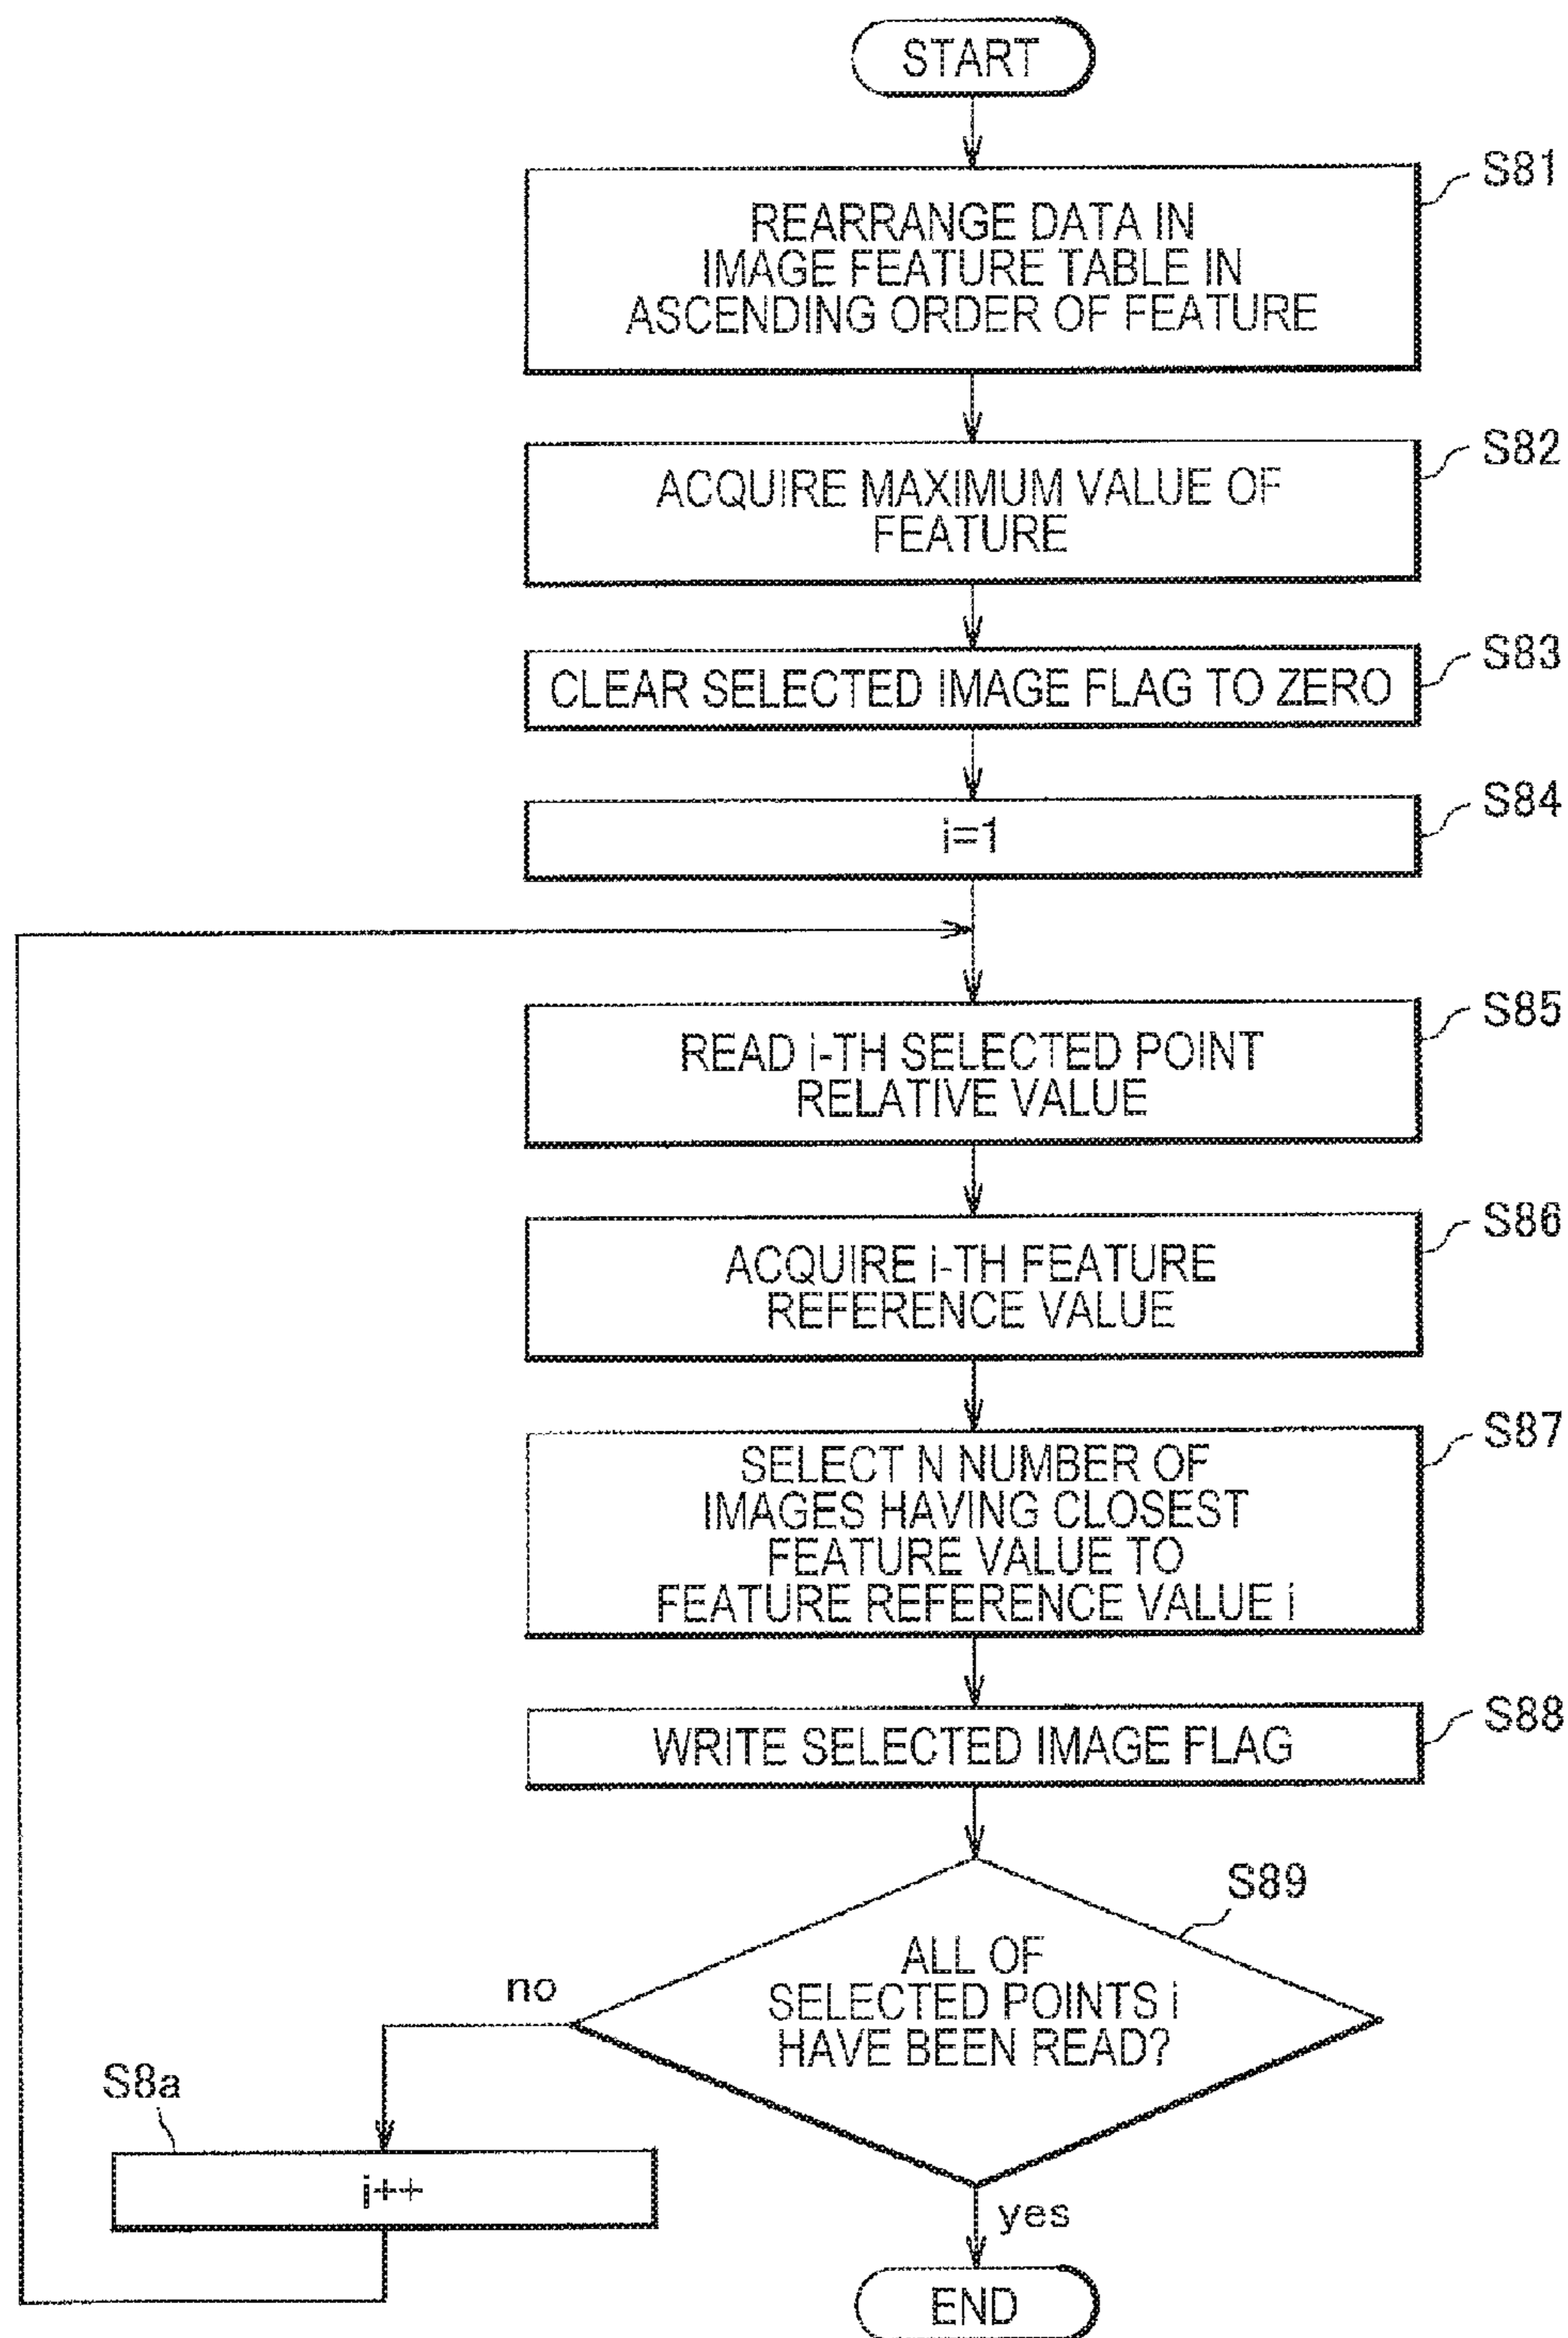 START
S81
REARRANGE DATA IN
IMAGE FEATURE TABLE IN
ASCENDING ORDER OF FEATURE
S82
ACQUIRE MAXIMUM VALUE OF
FEATURE
S83
CLEAR SELECTED IMAGE FLAG TO ZERO
S84
i=1
S85
READ i-TH SELECTED POINT
RELATIVE VALUE
S86
ACQUIRE i-TH FEATURE
REFERENCE VALUE
S87
SELECT N NUMBER OF
IMAGES HAVING CLOSEST
FEATURE VALUE TO
FEATURE REFERENCE VALUE i
S88
WRITE SELECTED IMAGE FLAG
S89
ALL OF
SELECTED POINTS i
HAVE BEEN READ?
no
S8a
i++
yes
END